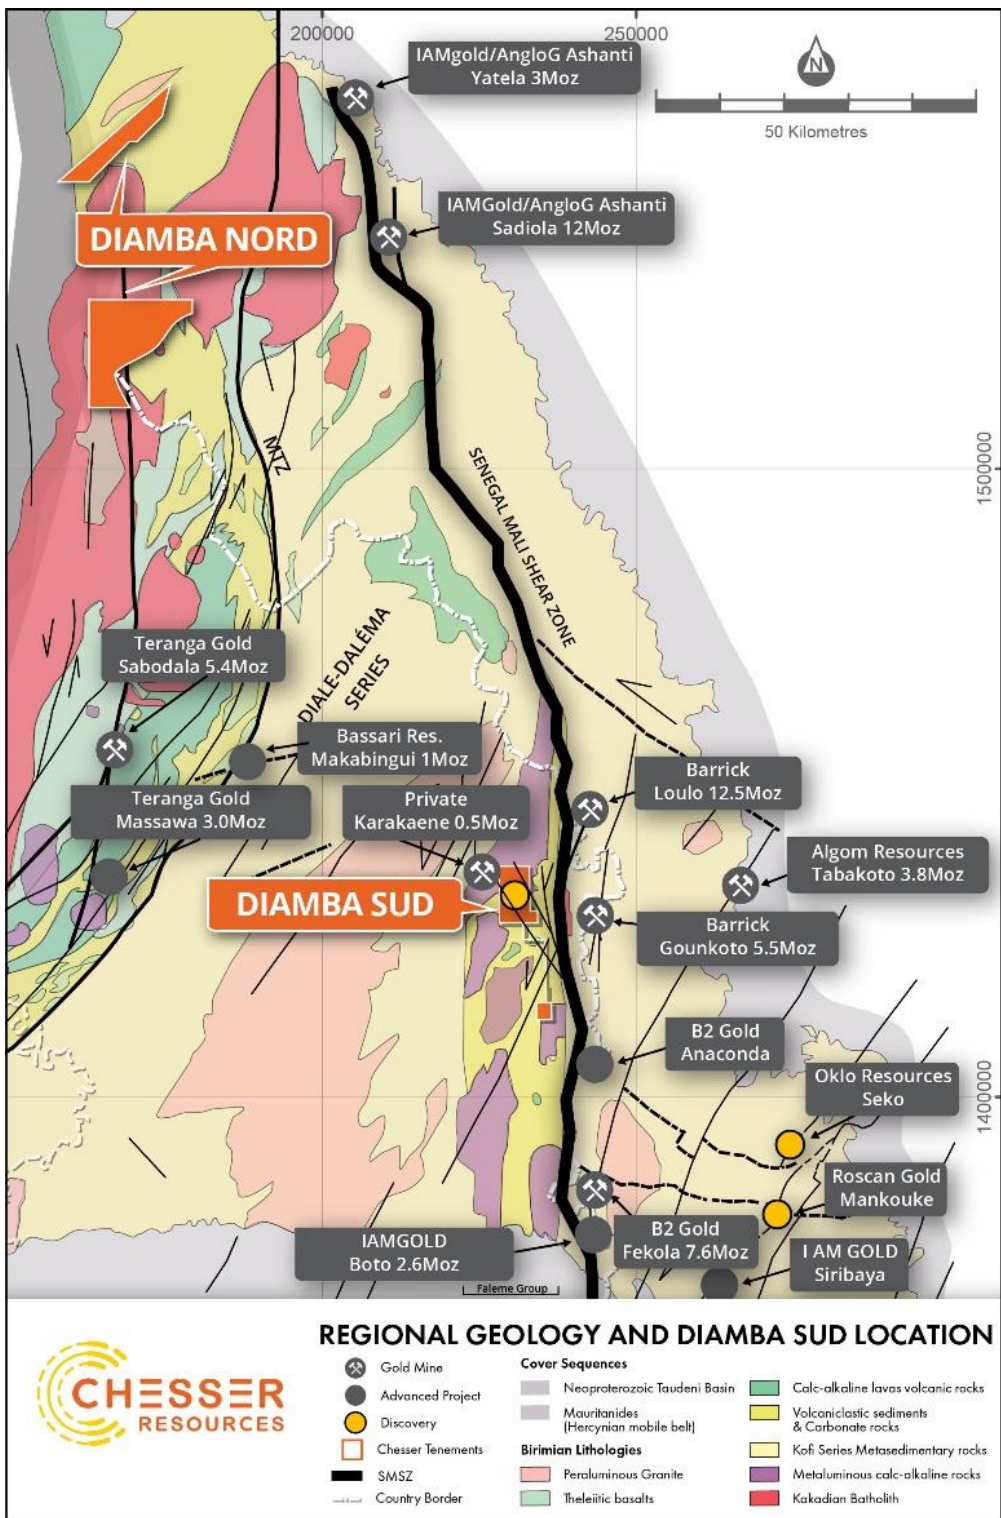 200000
250000
IAMgold/AngloG Ashanti
Yatela 3Moz
N
50 Kilometres
IAMGold/AngloG Ashanti
Sadiola 12Moz
DIAMBA NORD
MTZ
SENEGAL MALI SHEAR ZONE
1500000
DIALE-DALÉMA
SERIES
Teranga Gold
Sabodala 5.4Moz
Bassari Res.
Makabingui 1Moz
Barrick
Loulo 12.5Moz
Teranga Gold
Massawa 3.0Moz
Private
Karakaene 0.5Moz
Algom Resources
Tabakoto 3.8Moz
DIAMBA SUD
Barrick
Gounkoto 5.5Moz
B2 Gold
Anaconda
Oklo Resources
Seko
1400000
Roscan Gold
Mankouke
IAMGOLD
Boto 2.6Moz
B2 Gold
Fekola 7.6Moz
I AM GOLD
Siribaya
Faleme Group
REGIONAL GEOLOGY AND DIAMBA SUD LOCATION
CHESSER
RESOURCES
Gold Mine
Advanced Project
Discovery
Chesser Tenements
SMSZ
Country Border
Cover Sequences
Neoproterozoic Taudeni Basin
Mauritanides
(Hercynian mobile belt)
Birimian Lithologies
Peraluminous Granite
Theleiitic basalts
Calc-alkaline lavas volcanic rocks
Volcaniclastic sediments
& Carbonate rocks
Kofi Series Metasedimentary rocks
Metaluminous calc-alkaline rocks
Kakadian Batholith